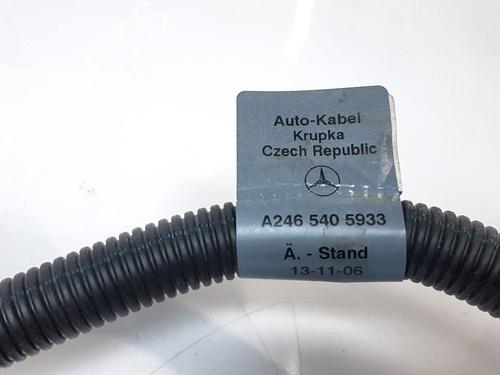 Auto-Kabel
Krupka
Czech Republic
A246 540 5933
Ä. - Stand
13-11-06